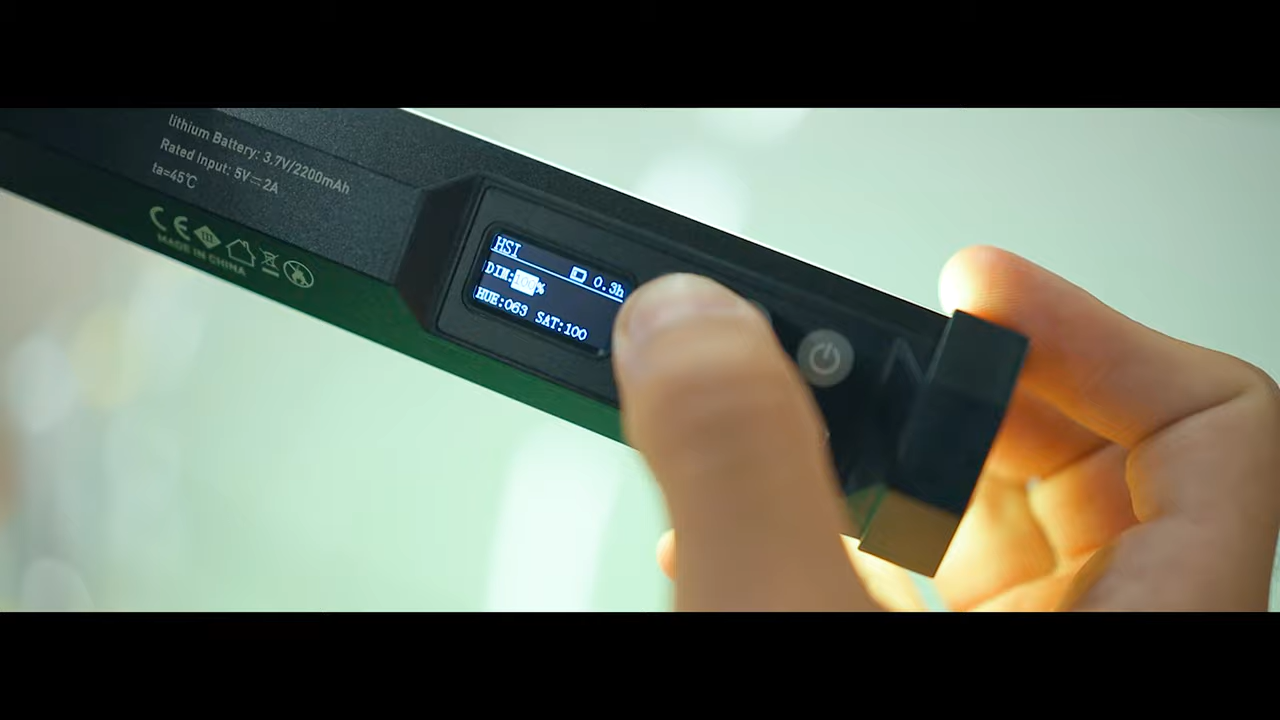 lithium Battery: 3.7V/2200mAh
Rated Input: 5V⎓2A
ta=45℃
CE
MADE IN CHINA
HSI
0.3h
DIM:100%
HUE:063 SAT:100